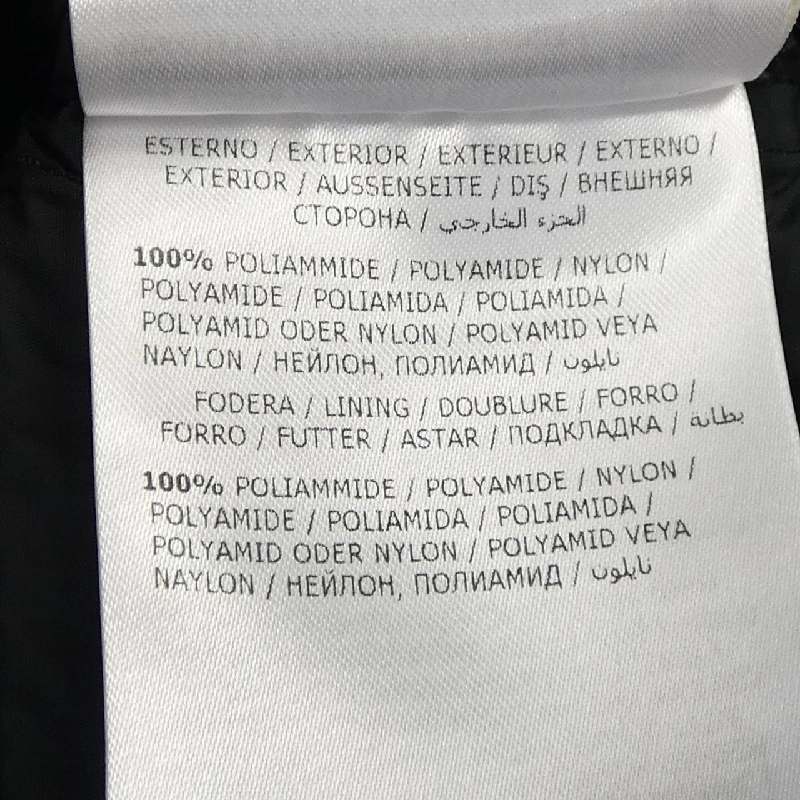 ESTERNO / EXTERIOR / EXTERIEUR / EXTERNO /
EXTERIOR / AUSSENSEITE / DIŞ / ВНЕШНЯЯ
СТОРОНА / الجزء الخارجي
100% POLIAMMIDE / POLYAMIDE / NYLON /
POLYAMIDE / POLIAMIDA / POLIAMIDA /
POLYAMID ODER NYLON / POLYAMID VEYA
NAYLON / НЕЙЛОН, ПОЛИАМИД / نايلون
FODERA / LINING / DOUBLURE / FORRO /
FORRO / FUTTER / ASTAR / ПОДКЛАДКА / بطانة
100% POLIAMMIDE / POLYAMIDE / NYLON /
POLYAMIDE / POLIAMIDA / POLIAMIDA /
POLYAMID ODER NYLON / POLYAMID VEYA
NAYLON / НЕЙЛОН, ПОЛИАМИД / نايلون